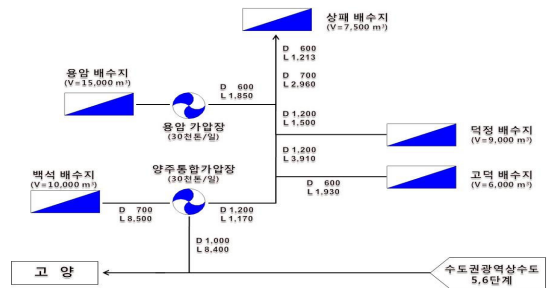 상패 배수지
(V=7,500 m³)
D 600
L 1,213
용암 배수지
(V=15,000 m³)
D 600
L 1,850
D 700
L 2,960
용암 가압장
(30천톤/일)
D 1,200
L 1,500
덕정 배수지
(V=9,000 m³)
백석 배수지
(V=10,000 m³)
양주통합가압장
(30천톤/일)
D 1,200
L 3,910
고덕 배수지
(V=6,000 m³)
D 600
L 1,930
D 700
L 8,500
D 1,200
L 1,170
D 1,000
L 8,400
고 양
수도권광역상수도
5,6단계